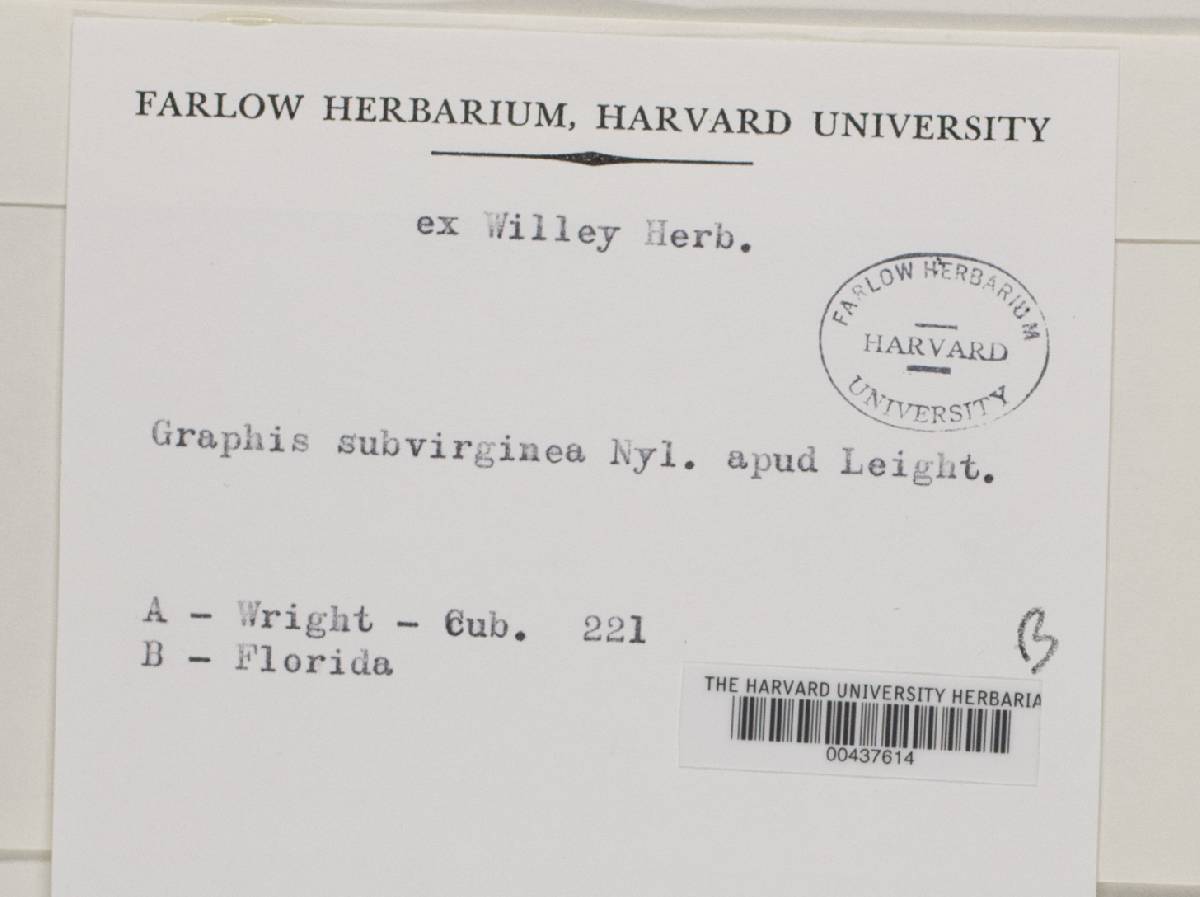 FARLOW HERBARIUM, HARVARD UNIVERSITY
ex Willey Herb.
FARLOW HERBARIUM
HARVARD
UNIVERSITY
Graphis subvirginea Nyl. apud Leight.
A - Wright - Cub. 221
B - Florida
B
THE HARVARD UNIVERSITY HERBARIA
00437614